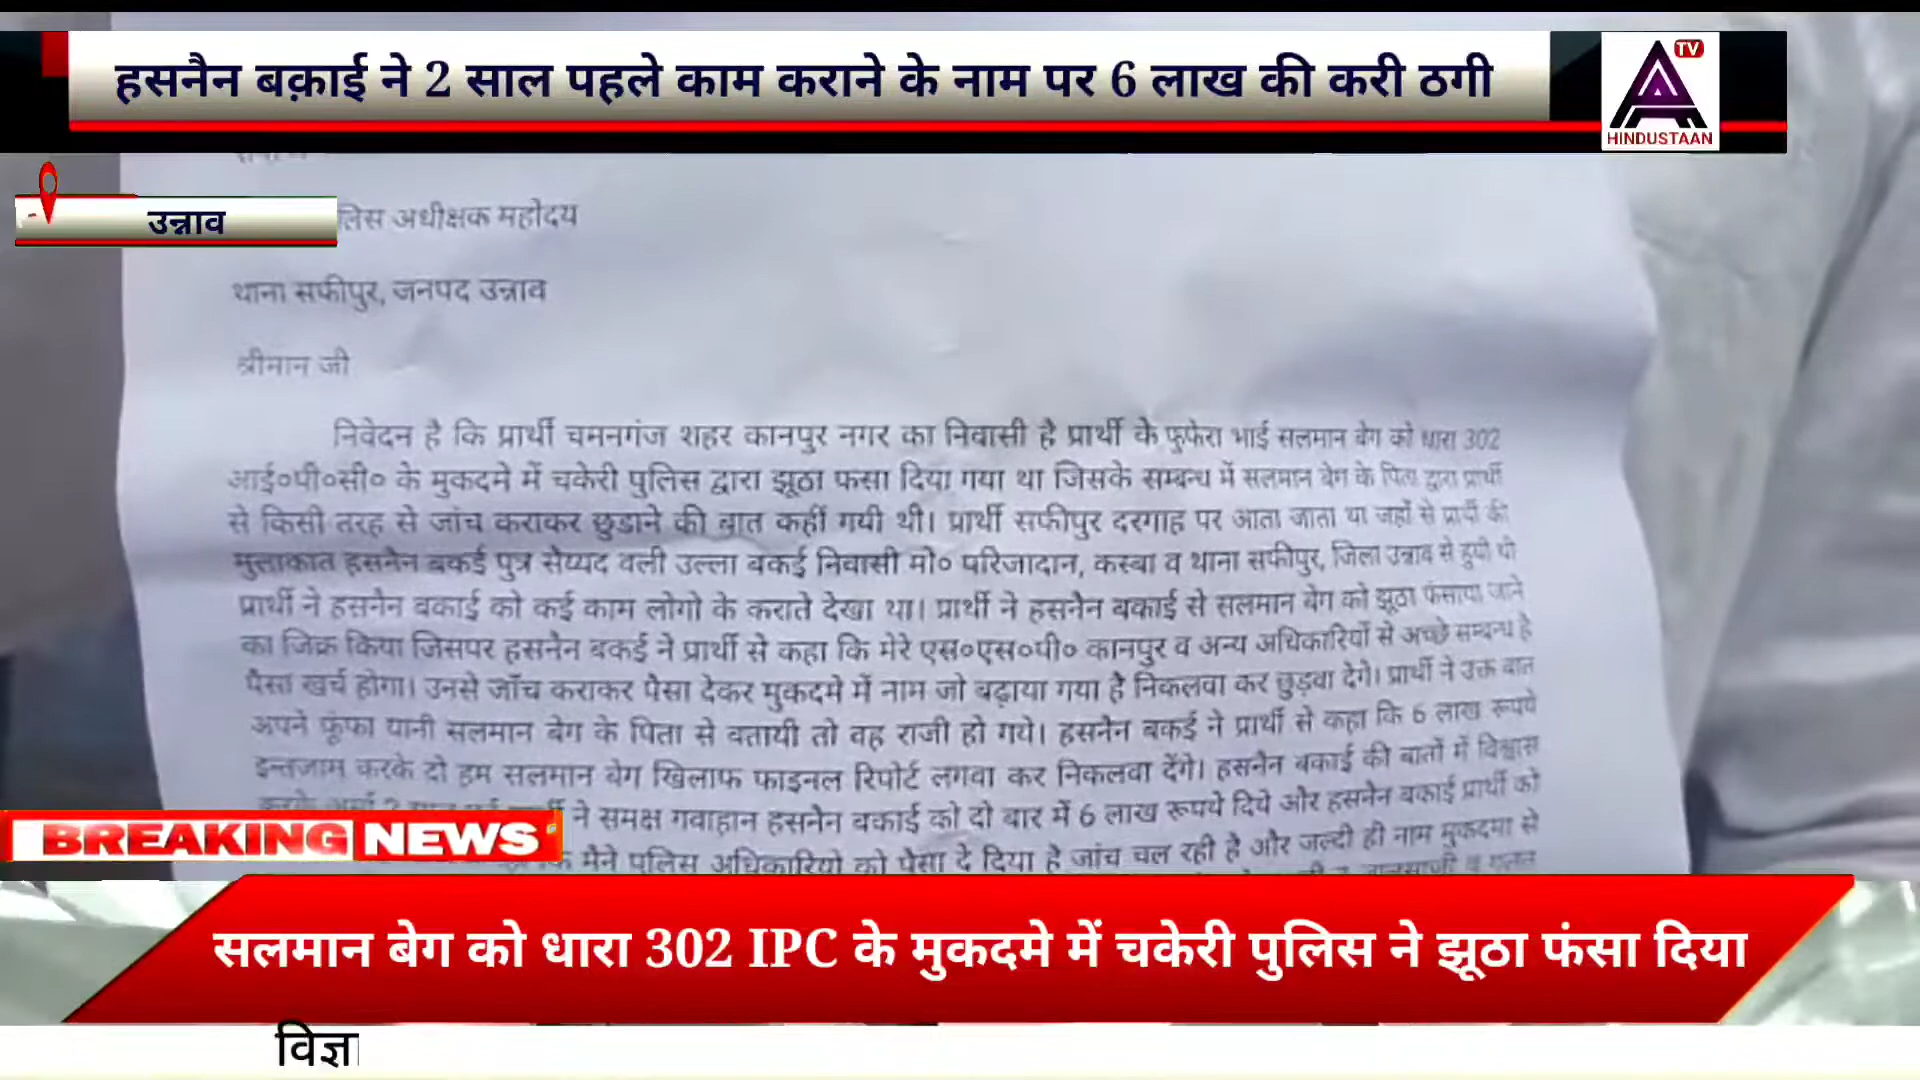 हसनैन बक़ाई ने 2 साल पहले काम कराने के नाम पर 6 लाख की करी ठगी
TV
HINDUSTAAN
उन्नाव
लिस अधीक्षक महोदय
थाना सफीपुर, जनपद उन्नाव
श्रीमान जी
निवेदन है कि प्रार्थी चमनगंज शहर कानपुर नगर का निवासी है प्रार्थी के फुफेरा भाई सलमान बेग को धारा 302
आई०पी०सी० के मुकदमे में चकेरी पुलिस द्वारा झूठा फसा दिया गया था जिसके सम्बन्ध में सलमान बेग के पिता द्वारा प्रार्थी
से किसी तरह से जांच कराकर छुडाने की बात कहीं गयी थी। प्रार्थी सफीपुर दरगाह पर आता जाता था जहाँ से प्रार्थी की
मुलाकात हसनैन बकई पुत्र सैय्यद वली उल्ला बकई निवासी मो० परिजादान, कस्बा व थाना सफीपुर, जिला उन्नाव से हुयी थी
प्रार्थी ने हसनैन बकाई को कई काम लोगो के कराते देखा था। प्रार्थी ने हसनैन बकाई से सलमान बेग को झूठा फंसाया जाने
का जिक्र किया जिसपर हसनैन बकई ने प्रार्थी से कहा कि मेरे एस०एस०पी० कानपुर व अन्य अधिकारियों से अच्छे सम्बन्ध है
पैसा खर्च होगा। उनसे जाँच कराकर पैसा देकर मुकदमे में नाम जो बढ़ाया गया है निकलवा कर छुड़वा देगे। प्रार्थी ने उक्त बात
अपने फूंफा यानी सलमान बेग के पिता से बतायी तो वह राजी हो गये। हसनैन बकई ने प्रार्थी से कहा कि 6 लाख रूपये
इन्तजाम करके दो हम सलमान बेग खिलाफ फाइनल रिपोर्ट लगवा कर निकलवा देंगे। हसनैन बकाई की बातों में विश्वास
करके ने समक्ष गवाहान हसनैन बकाई को दो बार में 6 लाख रूपये दिये और हसनैन बकाई प्रार्थी को
मैने पुलिस अधिकारियो को पैसा दे दिया है जांच चल रही है और जल्दी ही नाम मुकदमा से
BREAKING NEWS
सलमान बेग को धारा 302 IPC के मुकदमे में चकेरी पुलिस ने झूठा फंसा दिया
विज्ञ